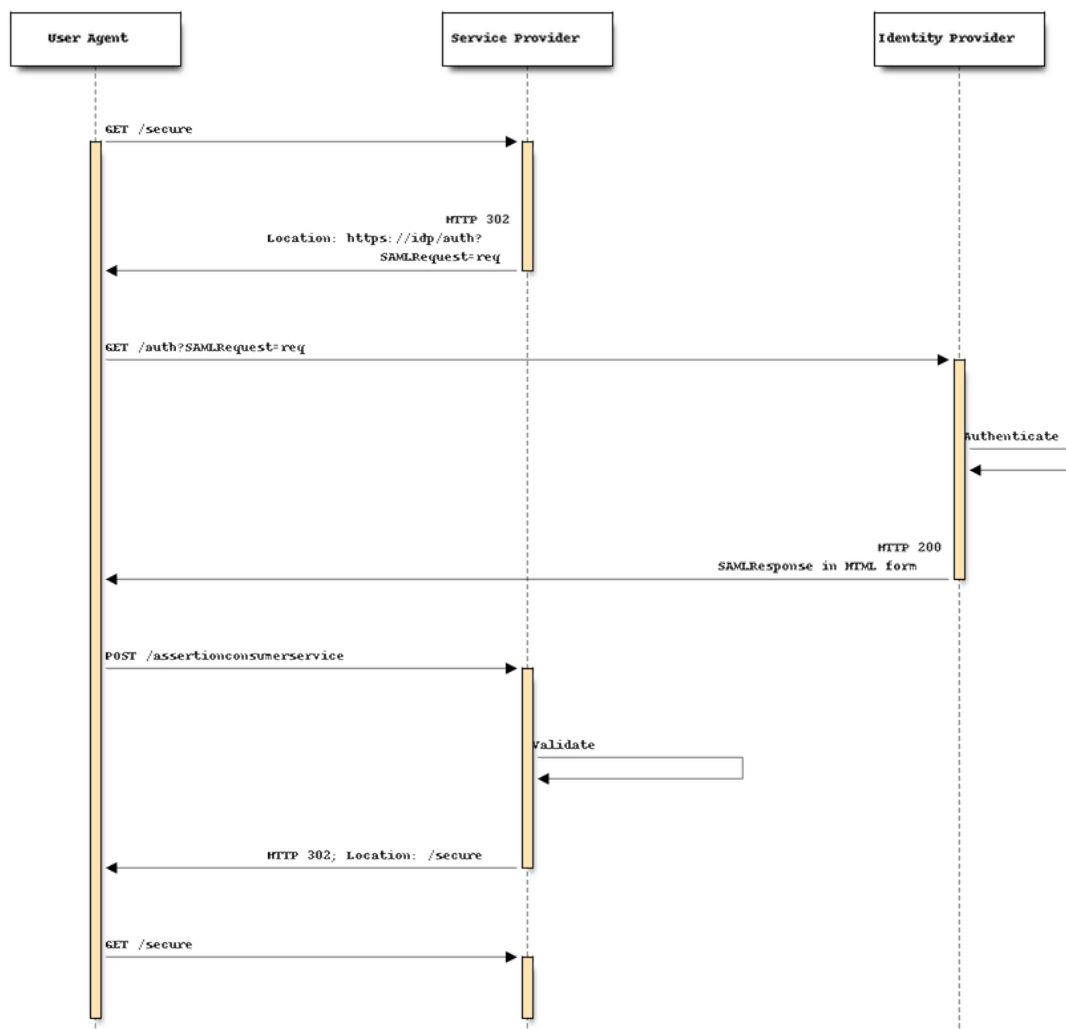 User Agent
Service Provider
Identity Provider
GET /secure
HTTP 302
Location: https://idp/auth?
SAMLRequest=req
GET /auth?SAMLRequest=req
Authenticate
HTTP 200
SAMLResponse in HTML form
POST /assertionconsumerservice
Validate
HTTP 302; Location: /secure
GET /secure